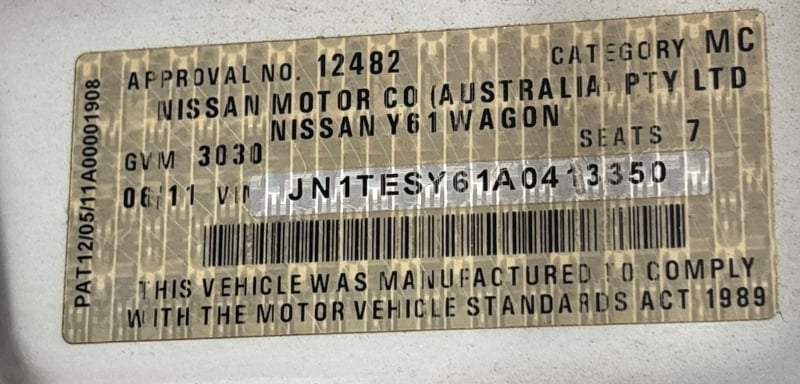 APPROVAL NO. 12482 CATEGORY MC
NISSAN MOTOR CO (AUSTRALIA) PTY LTD
NISSAN Y61 WAGON
GVM 3030 SEATS 7
06/11 VIN JN1TESY61A0413350
THIS VEHICLE WAS MANUFACTURED TO COMPLY
WITH THE MOTOR VEHICLE STANDARDS ACT 1989
PAT12/05/11A00001908